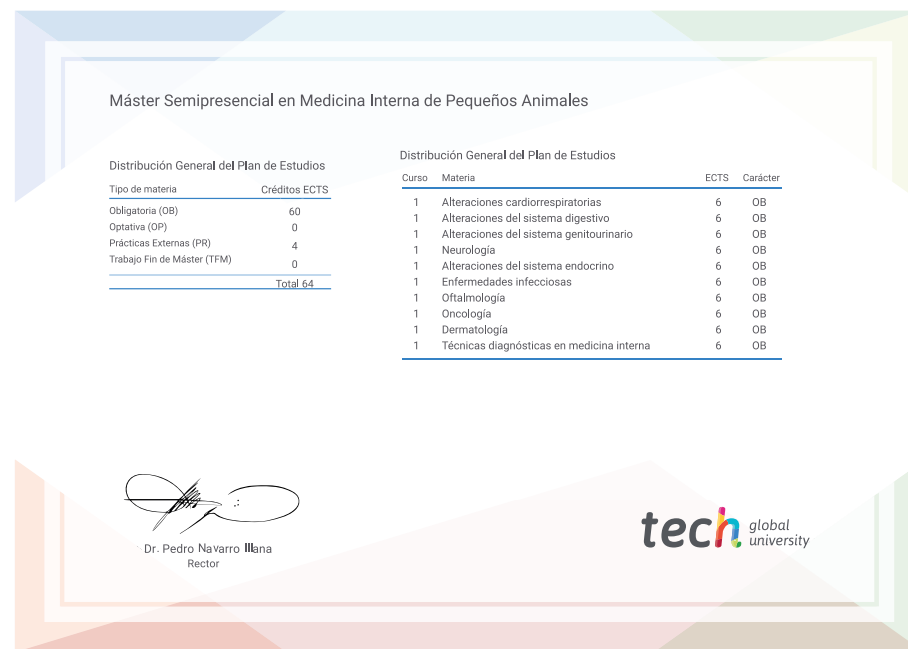 Máster Semipresencial en Medicina Interna de Pequeños Animales
Distribución General del Plan de Estudios
Tipo de materia Créditos ECTS
Obligatoria (OB) 60
Optativa (OP) 0
Prácticas Externas (PR) 4
Trabajo Fin de Máster (TFM) 0
Total 64
Distribución General del Plan de Estudios
Curso Materia ECTS Carácter
1 Alteraciones cardiorrespiratorias 6 OB
1 Alteraciones del sistema digestivo 6 OB
1 Alteraciones del sistema genitourinario 6 OB
1 Neurología 6 OB
1 Alteraciones del sistema endocrino 6 OB
1 Enfermedades infecciosas 6 OB
1 Oftalmología 6 OB
1 Oncología 6 OB
1 Dermatología 6 OB
1 Técnicas diagnósticas en medicina interna 6 OB
Dr. Pedro Navarro Illana
Rector
tech global
university